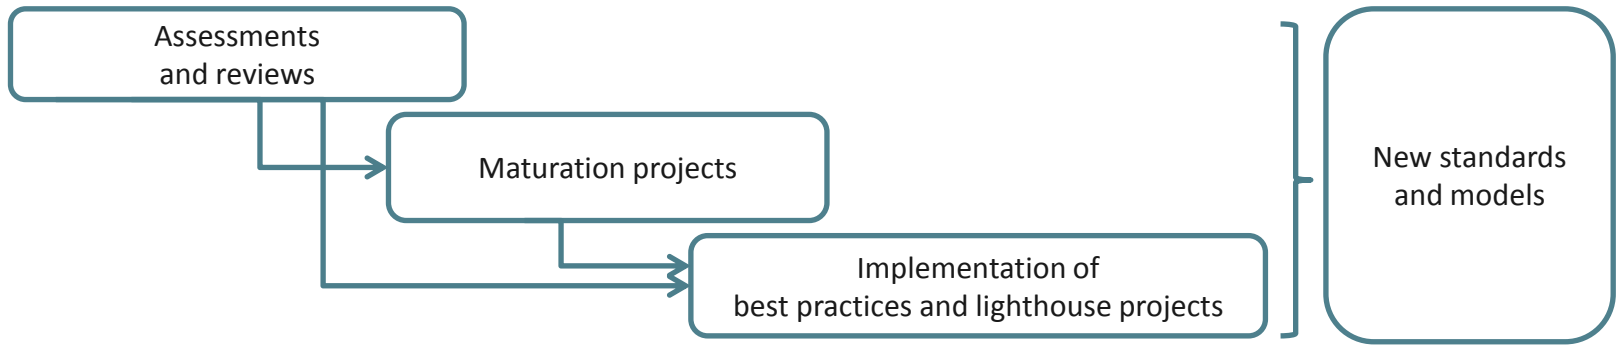 Assessments
and reviews
Maturation projects
Implementation of
best practices and lighthouse projects
New standards
and models